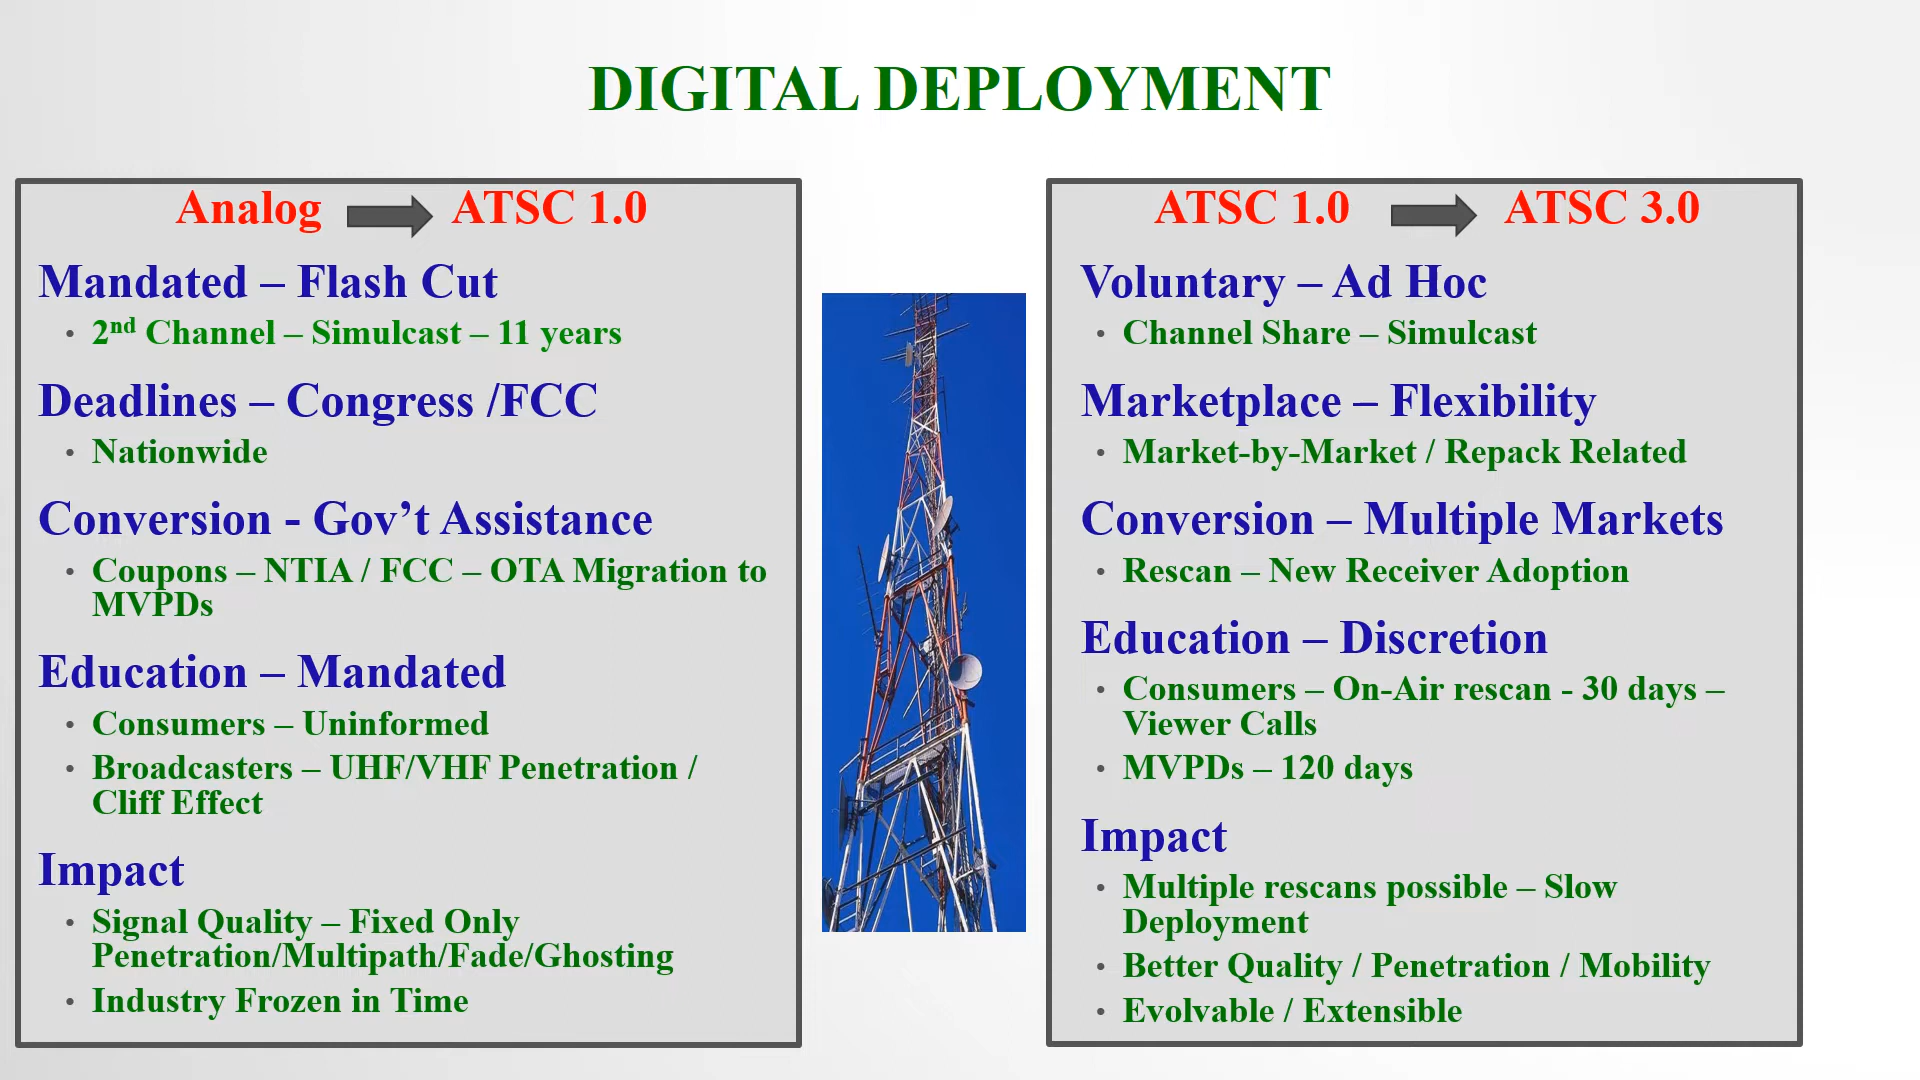 DIGITAL DEPLOYMENT
Analog ATSC 1.0
Mandated – Flash Cut
• 2nd Channel – Simulcast – 11 years
Deadlines – Congress /FCC
• Nationwide
Conversion - Gov’t Assistance
• Coupons – NTIA / FCC – OTA Migration to
MVPDs
Education – Mandated
• Consumers – Uninformed
• Broadcasters – UHF/VHF Penetration /
Cliff Effect
Impact
• Signal Quality – Fixed Only
Penetration/Multipath/Fade/Ghosting
• Industry Frozen in Time
ATSC 1.0 ATSC 3.0
Voluntary – Ad Hoc
• Channel Share – Simulcast
Marketplace – Flexibility
• Market-by-Market / Repack Related
Conversion – Multiple Markets
• Rescan – New Receiver Adoption
Education – Discretion
• Consumers – On-Air rescan - 30 days –
Viewer Calls
• MVPDs – 120 days
Impact
• Multiple rescans possible – Slow
Deployment
• Better Quality / Penetration / Mobility
• Evolvable / Extensible